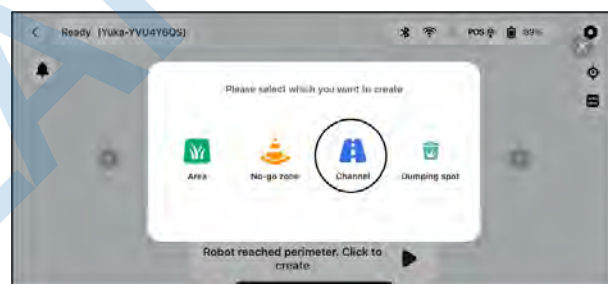 Ready (Yuka-YVU4Y6QS)
POS
89%
Please select which you want to create
Area
No-go zone
Channel
Dumping spot
Robot reached perimeter. Click to
create